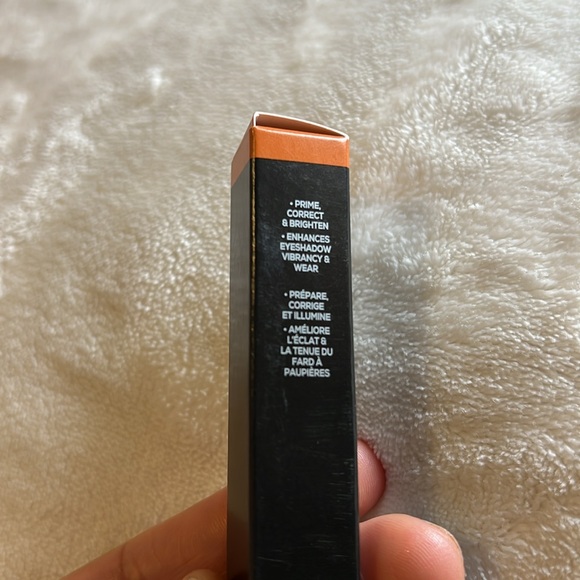 • PRIME,
CORRECT
& BRIGHTEN
• ENHANCES
EYESHADOW
VIBRANCY &
WEAR
• PRÉPARE,
CORRIGE
ET ILLUMINE
• AMÉLIORE
L'ÉCLAT &
LA TENUE DU
FARD À
PAUPIÈRES